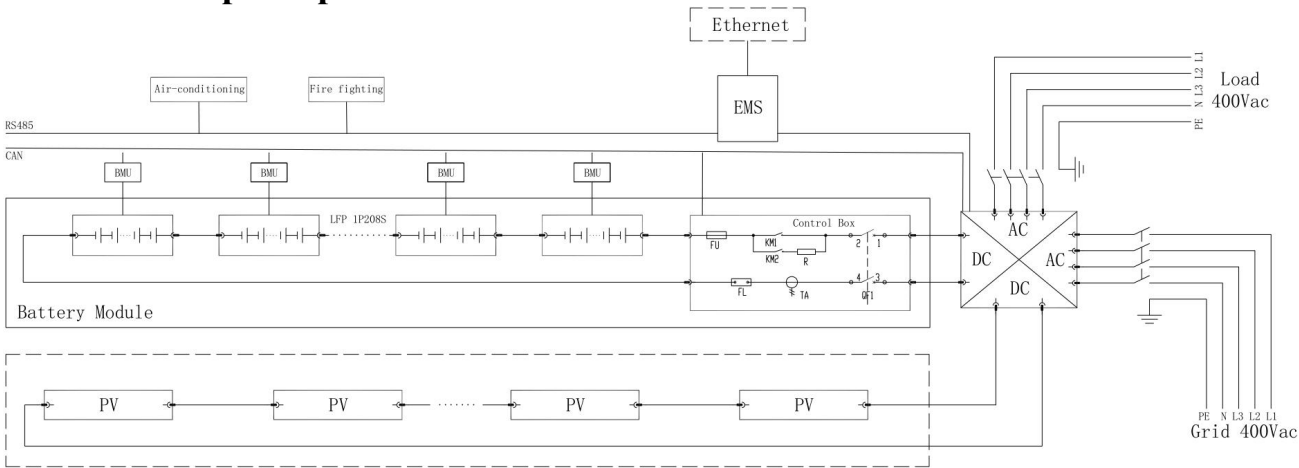 Ethernet
Air-conditioning
Fire fighting
EMS
L1
L2
L3
N
PE
Load
400Vac
RS485
CAN
BMU
BMU
BMU
BMU
LFP 1P208S
Control Box
FU
KM1
KM2
R
2
1
FL
TA
4
3
QF1
AC
DC
AC
DC
Battery Module
PV
PV
PV
PV
PE N L3 L2 L1
Grid 400Vac